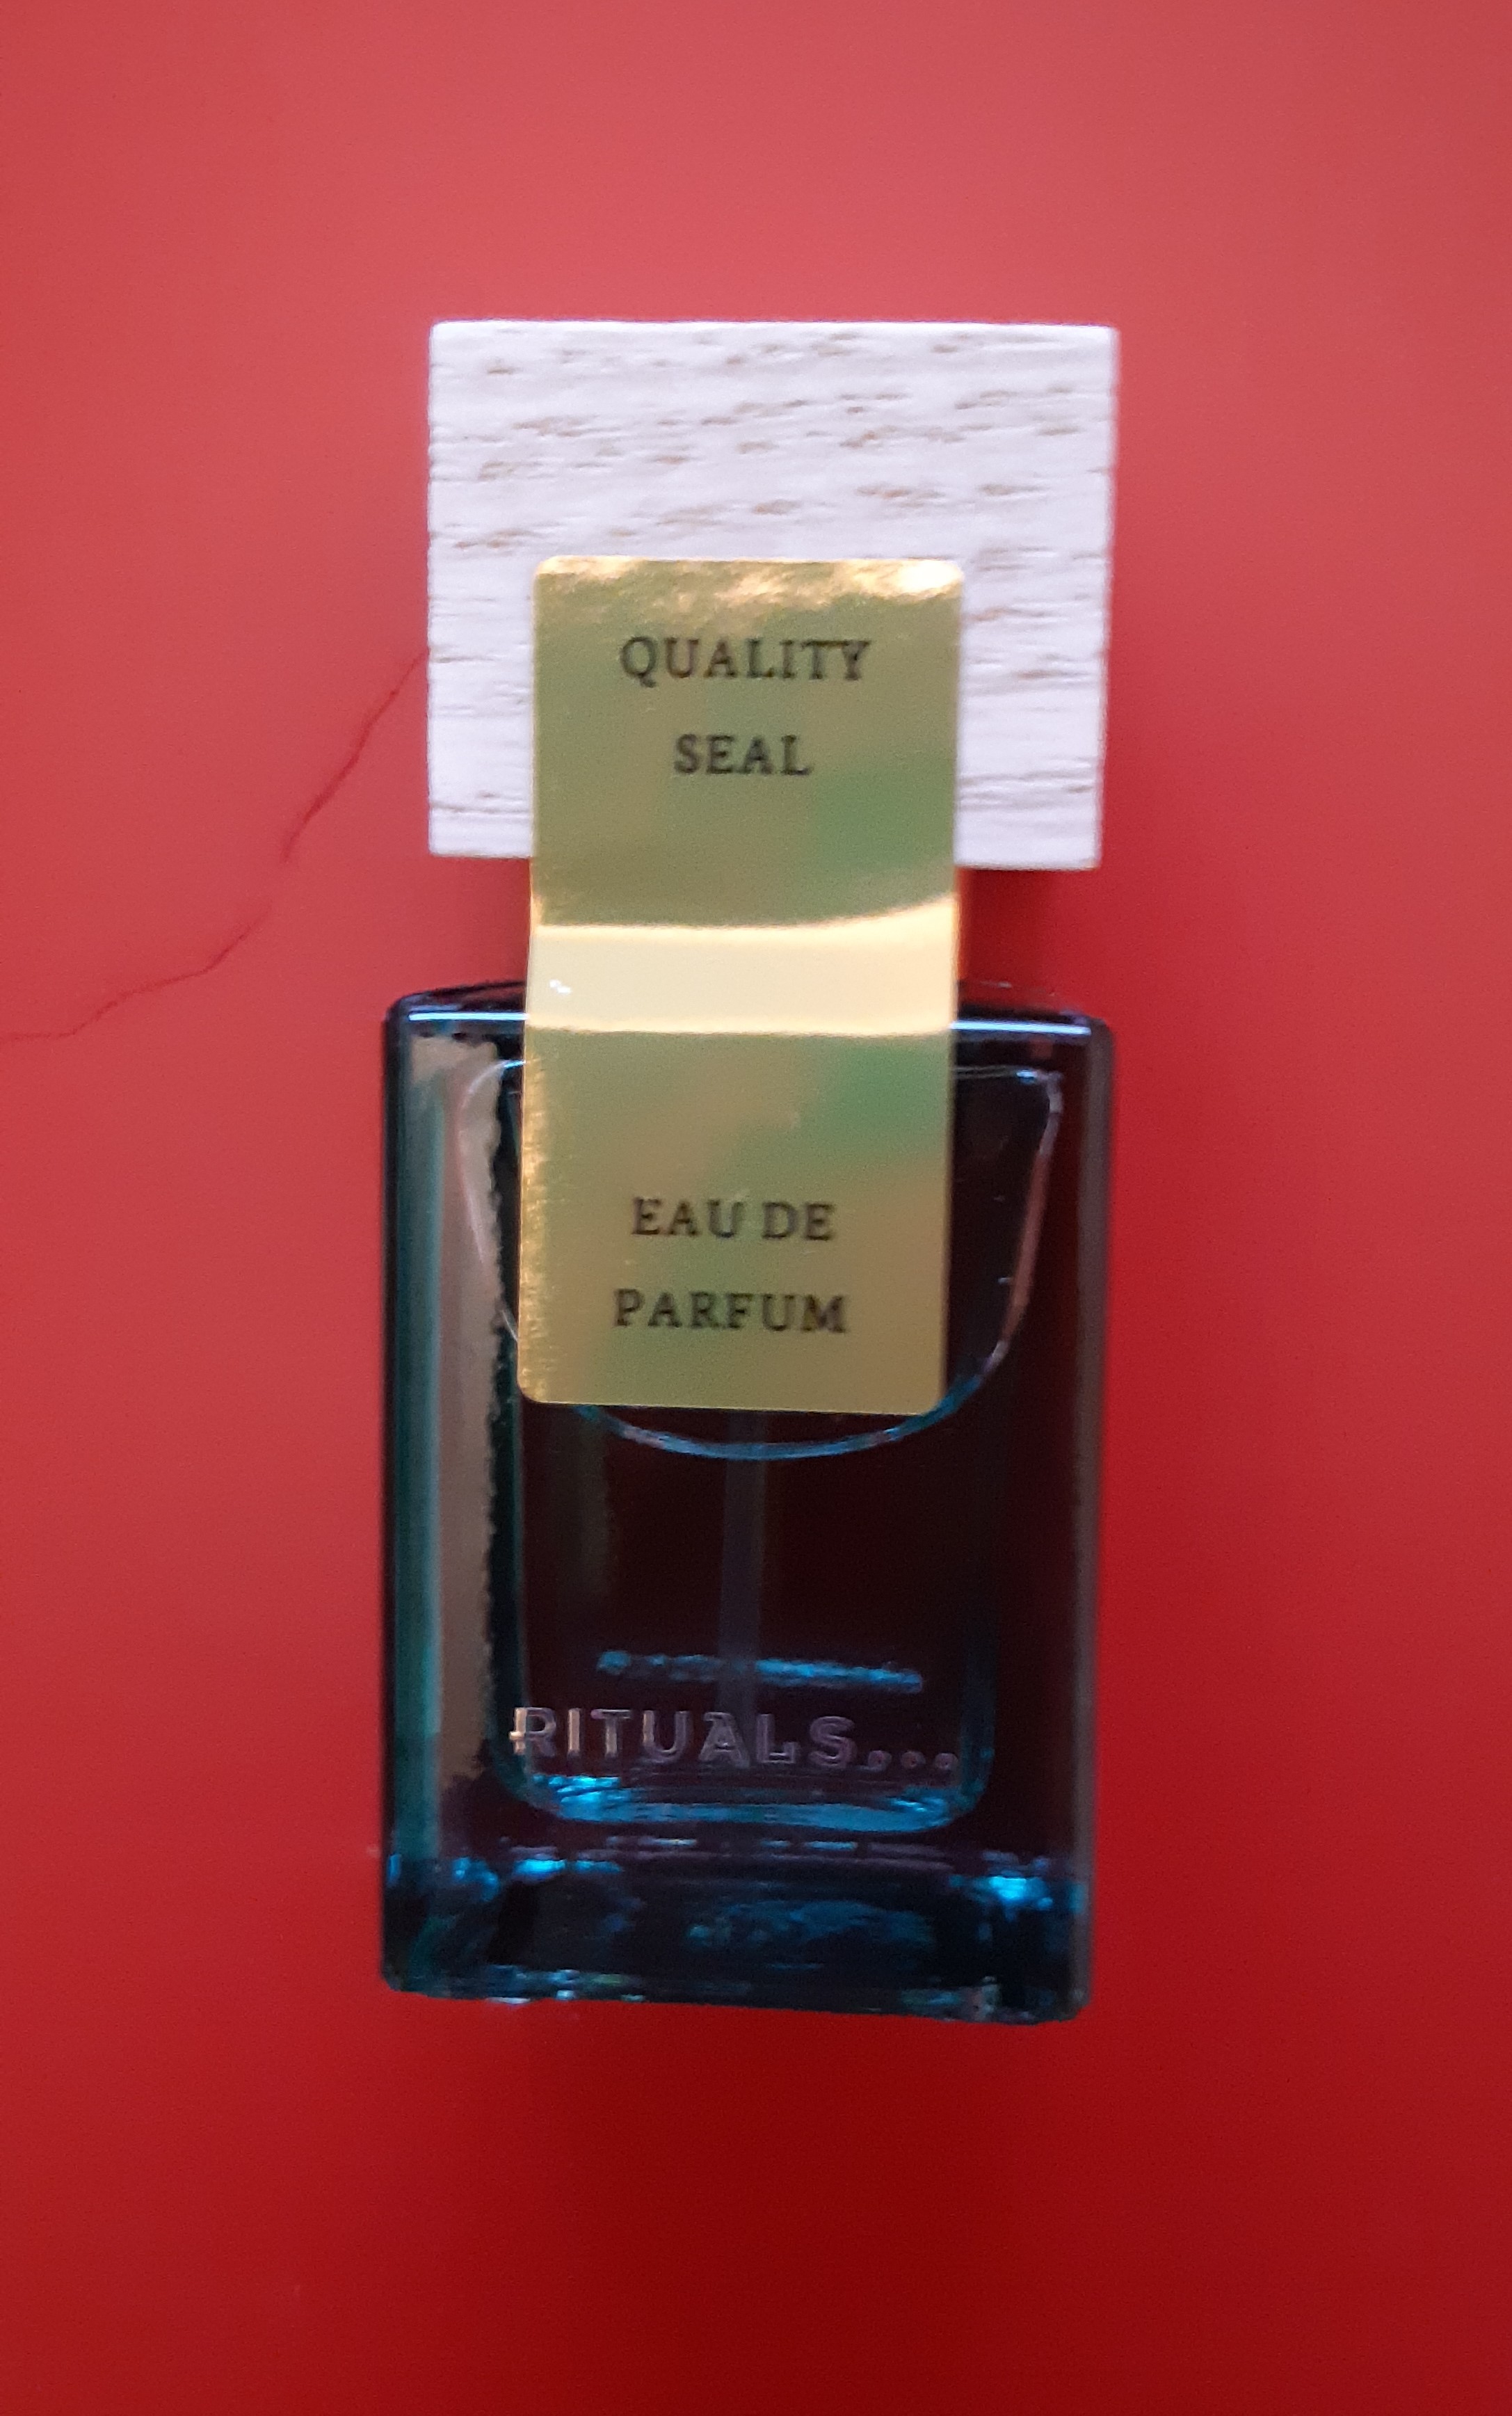 QUALITY
SEAL
EAU DE
PARFUM
RITUALS...